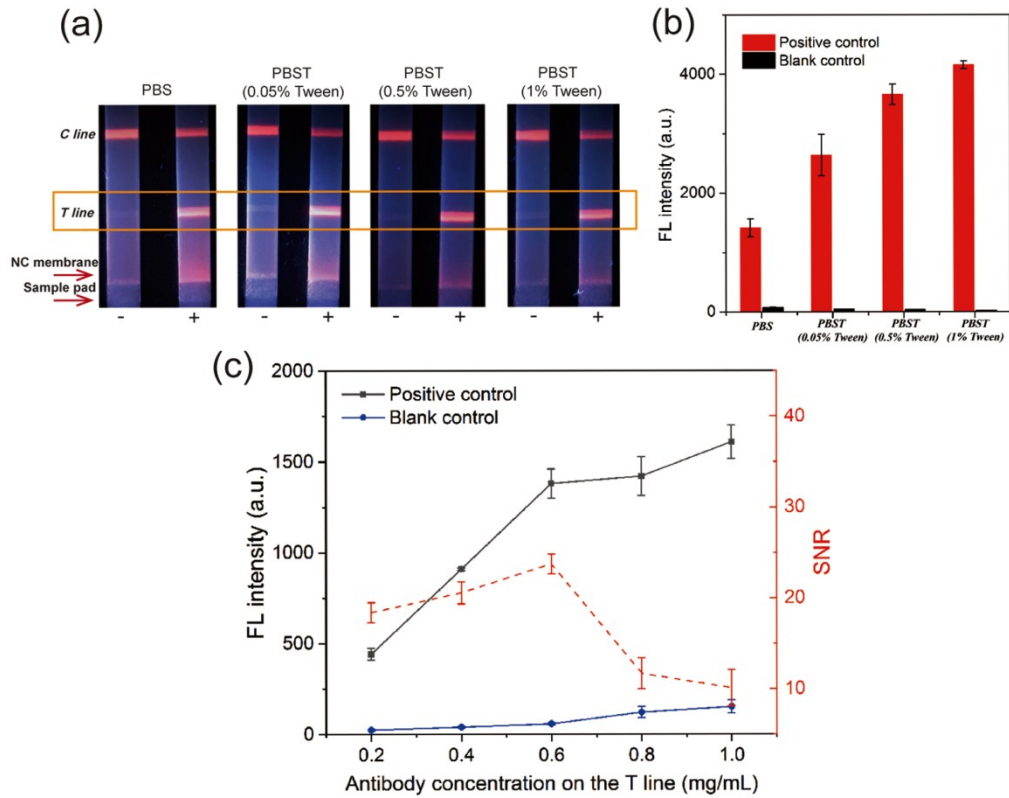 (a)
PBS
PBST
(0.05% Tween)
PBST
(0.5% Tween)
PBST
(1% Tween)
C line
T line
NC membrane
Sample pad
- + - + - + - +
(b)
Positive control
Blank control
FL intensity (a.u.)
4000
2000
0
PBS
PBST
(0.05% Tween)
PBST
(0.5% Tween)
PBST
(1% Tween)
(c)
Positive control
Blank control
FL intensity (a.u.)
2000
1500
1000
500
0
SNR
40
30
20
10
0.2 0.4 0.6 0.8 1.0
Antibody concentration on the T line (mg/mL)